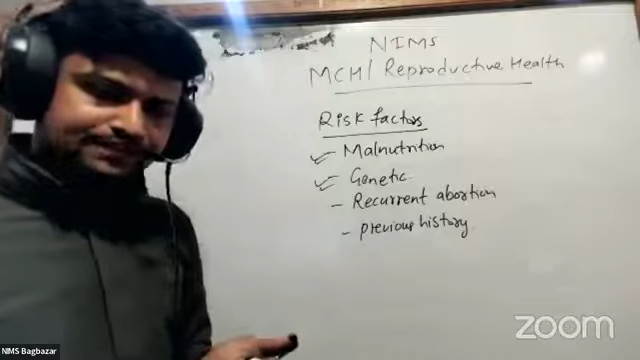 NIMS
MCH/ Reproductive Health
Risk factors
✓ Malnutrition
✓ Genetic
- Recurrent abortion
- previous history
zoom
NIMS Bagbazar